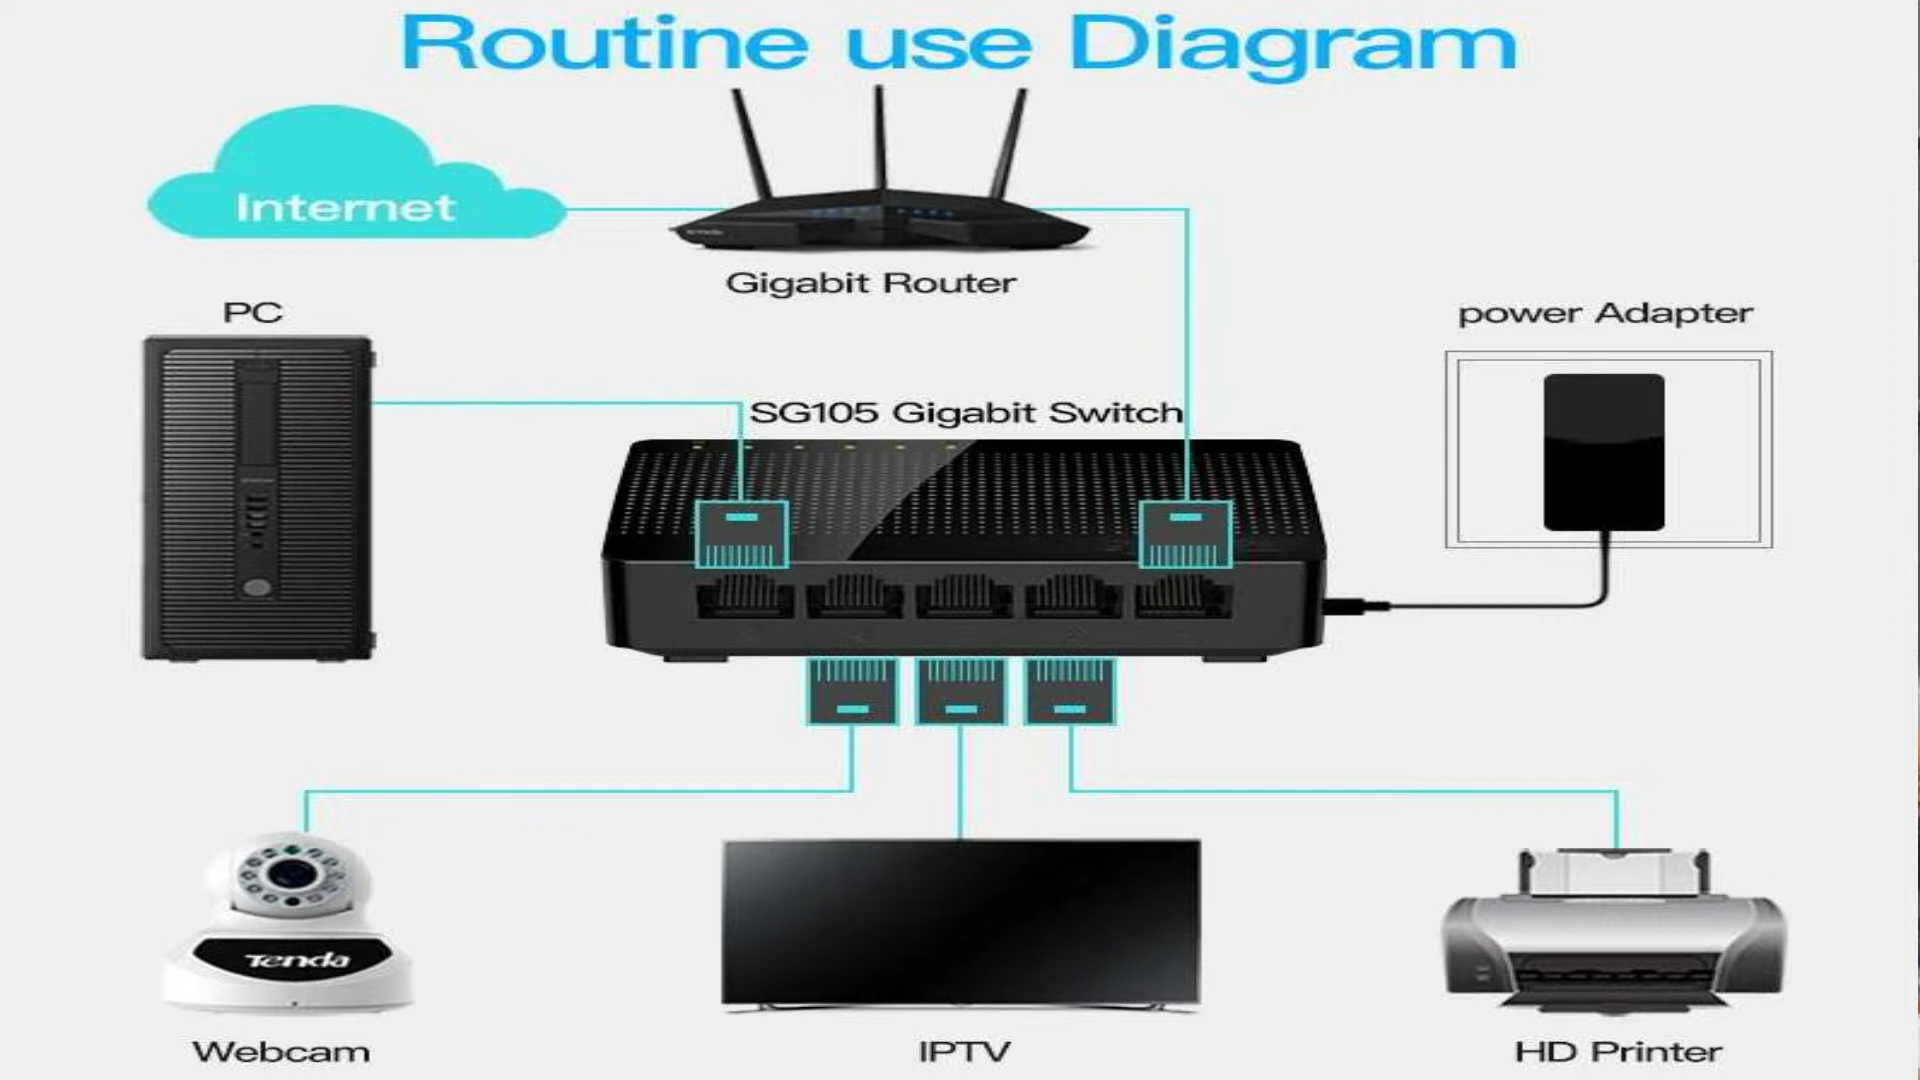 Routine use Diagram
Internet
Gigabit Router
PC
power Adapter
SG105 Gigabit Switch
Tenda
Webcam
IPTV
HD Printer